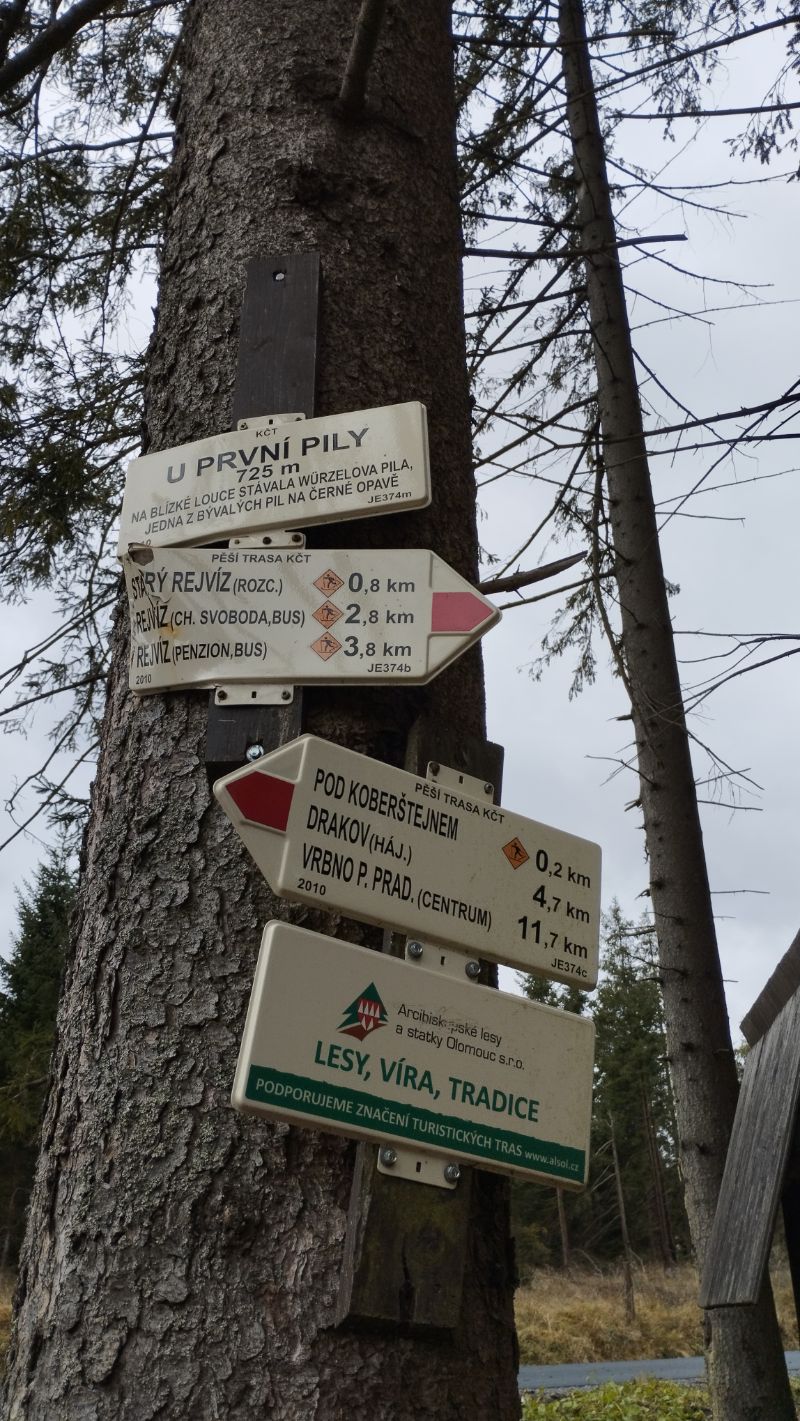 KČT
U PRVNÍ PILY
725 m
NA BLÍZKÉ LOUCE STÁVALA WÜRZELOVA PILA,
JEDNA Z BÝVALÝCH PIL NA ČERNÉ OPAVĚ
JE374m
PĚŠÍ TRASA KČT
STARÝ REJVÍZ (ROZC.) 0,8 km
REJVÍZ (CH. SVOBODA,BUS) 2,8 km
REJVÍZ (PENZION,BUS) 3,8 km
2010 JE374b
PĚŠÍ TRASA KČT
POD KOBERŠTEJNEM 0,2 km
DRAKOV (HÁJ.) 4,7 km
VRBNO P. PRAD. (CENTRUM) 11,7 km
2010 JE374c
Arcibiskupské lesy
a statky Olomouc s.r.o.
LESY, VÍRA, TRADICE
PODPORUJEME ZNAČENÍ TURISTICKÝCH TRAS www.alsol.cz